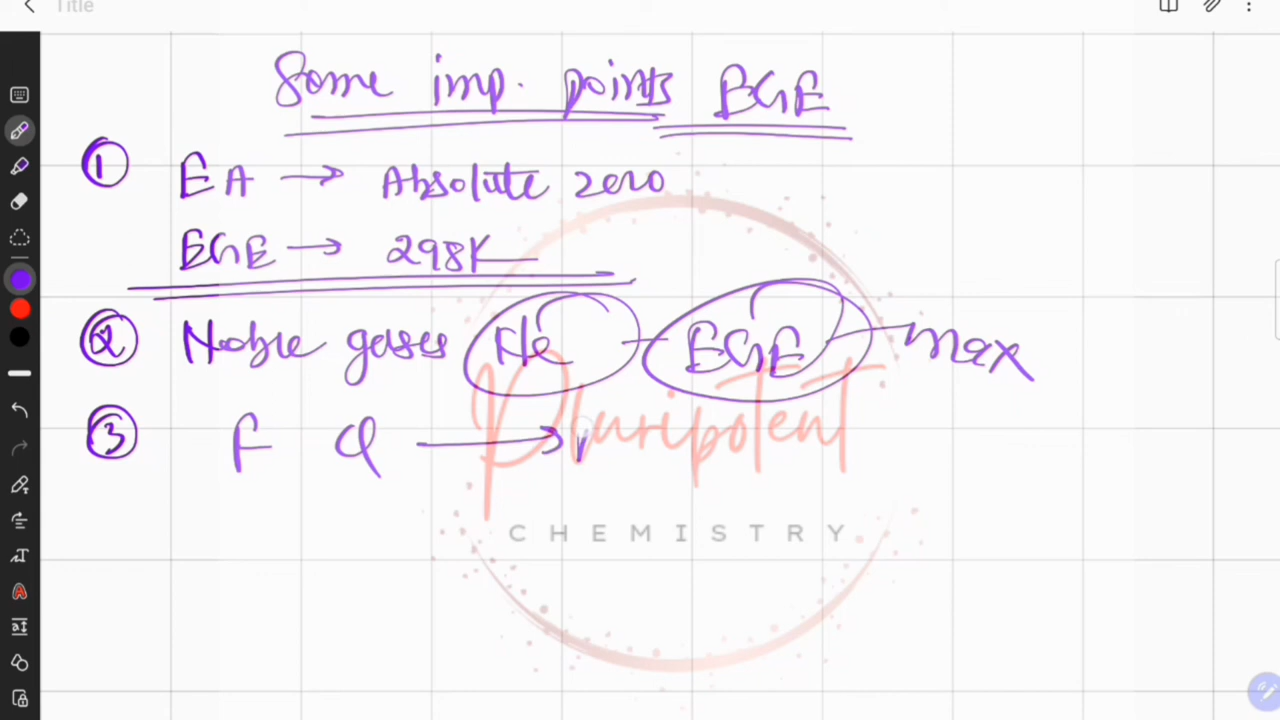 Title
Some imp. points EGE
① EA → Absolute zero
EGE → 298K
② Noble gases Ne - EGE - max
③ F Cl →
Pluripotent
CHEMISTRY